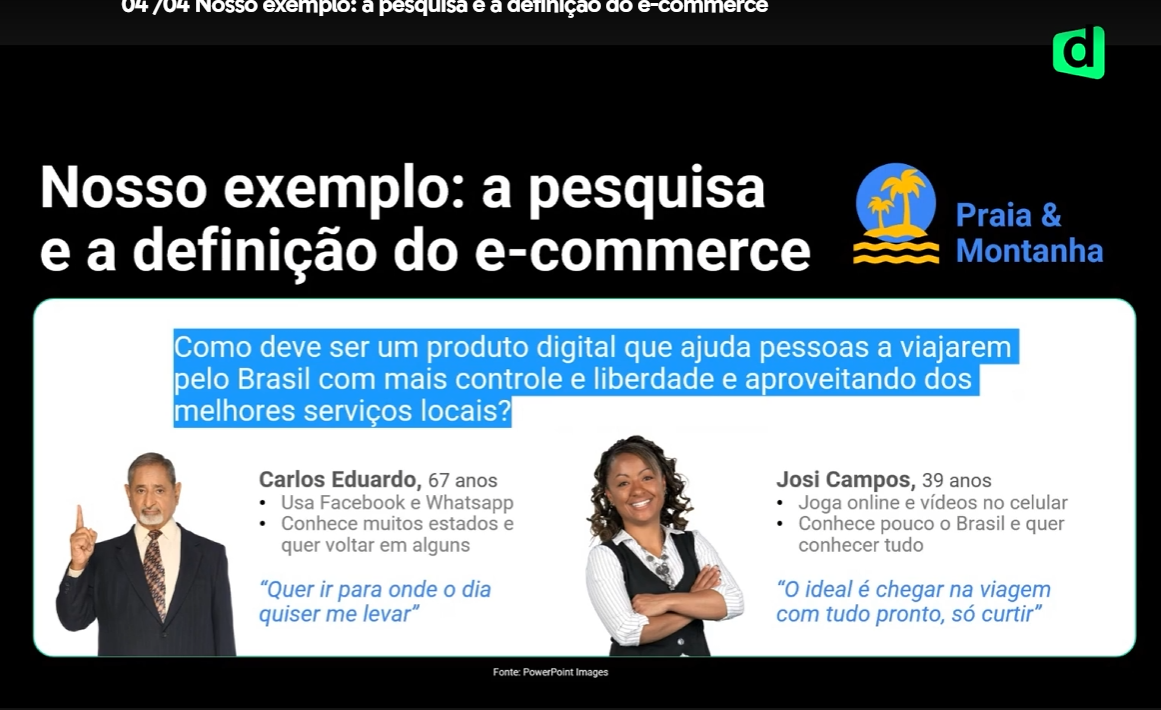 04 /04 Nosso exemplo: a pesquisa e a definição do e-commerce
d
Nosso exemplo: a pesquisa
e a definição do e-commerce
Praia &
Montanha
Como deve ser um produto digital que ajuda pessoas a viajarem
pelo Brasil com mais controle e liberdade e aproveitando dos
melhores serviços locais?
Carlos Eduardo, 67 anos
• Usa Facebook e Whatsapp
• Conhece muitos estados e
quer voltar em alguns
“Quer ir para onde o dia
quiser me levar”
Josi Campos, 39 anos
• Joga online e vídeos no celular
• Conhece pouco o Brasil e quer
conhecer tudo
“O ideal é chegar na viagem
com tudo pronto, só curtir”
Fonte: PowerPoint Images